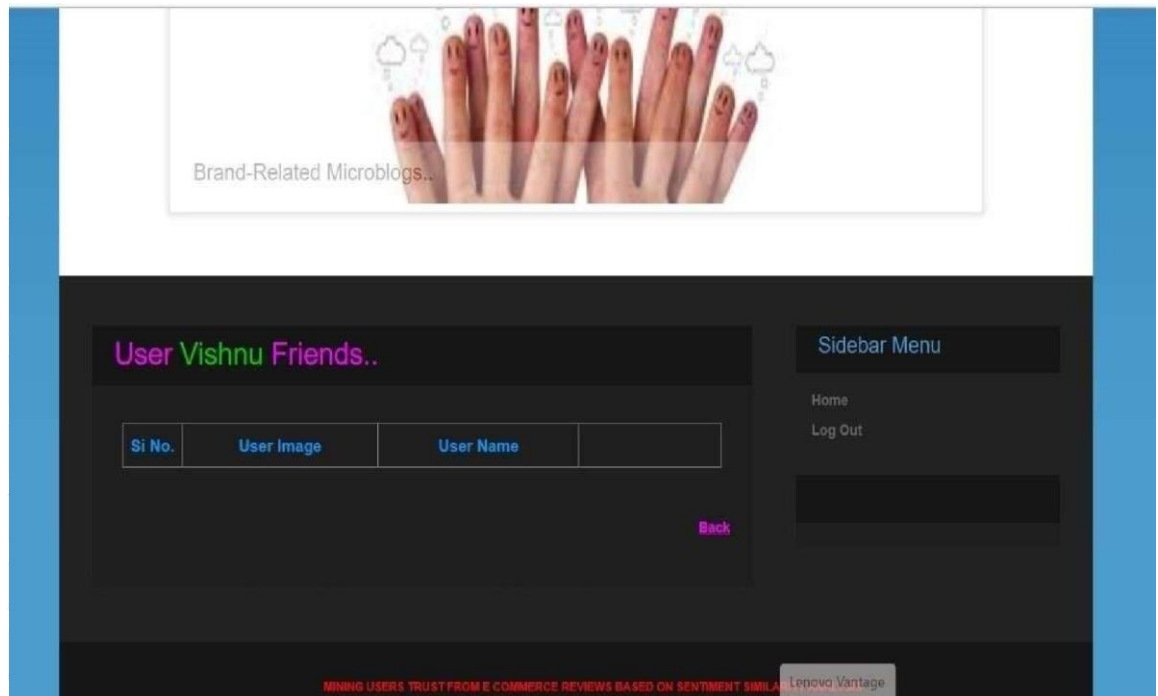 Brand-Related Microblogs..
User Vishnu Friends..
Si No. User Image User Name
Back
Sidebar Menu
Home
Log Out
MINING USERS TRUST FROM E COMMERCE REVIEWS BASED ON SENTIMENT
Lenovo Vantage